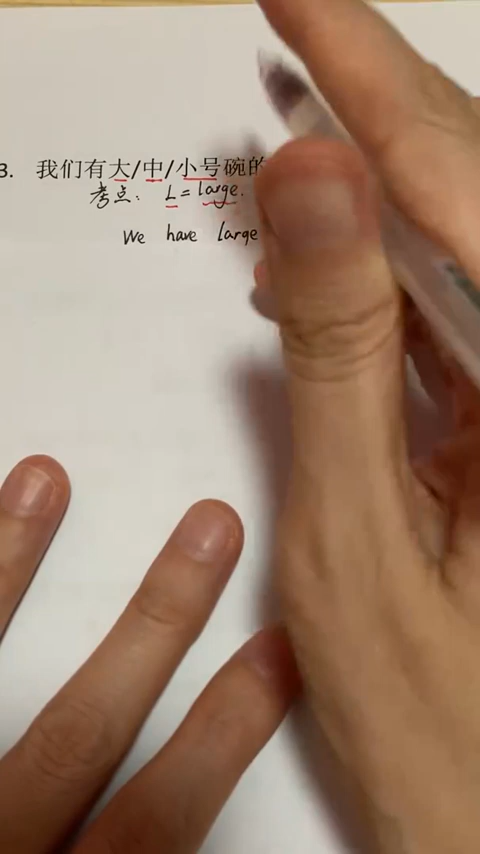 3. 我们有大/中/小号碗的
考点: L = large.
We have large